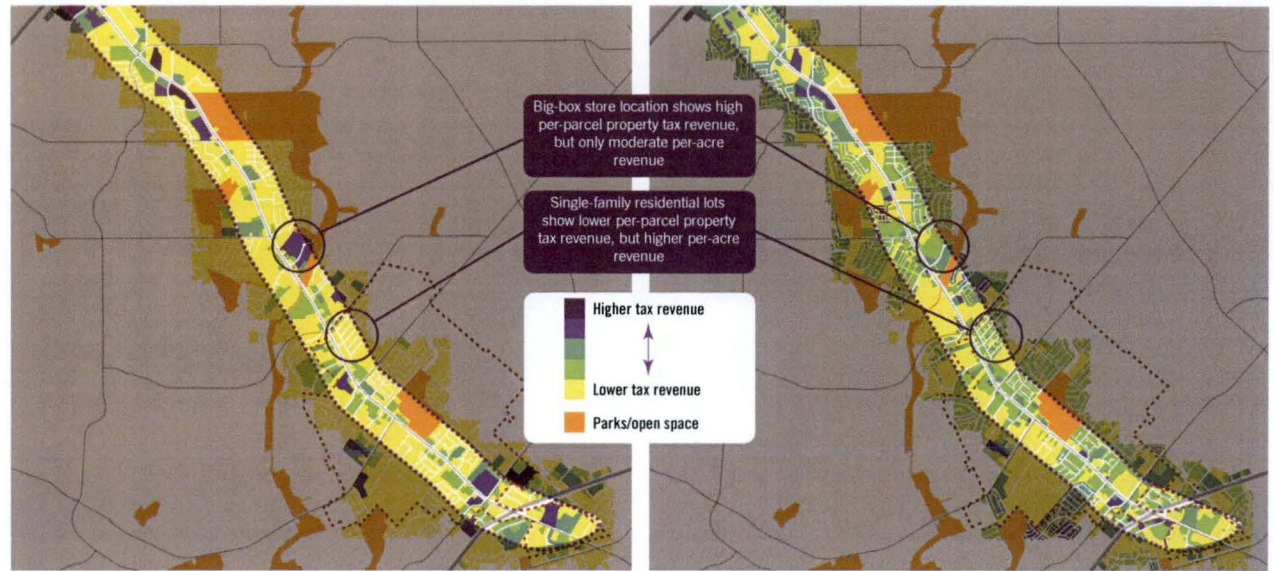 Big-box store location shows high
per-parcel property tax revenue,
but only moderate per-acre
revenue
Single-family residential lots
show lower per-parcel property
tax revenue, but higher per-acre
revenue
Higher tax revenue
Lower tax revenue
Parks/open space